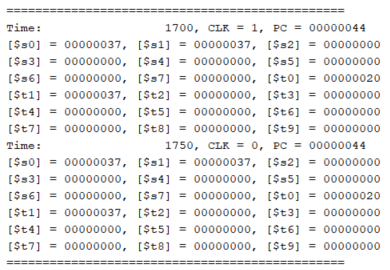 ==============================================
Time: 1700, CLK = 1, PC = 00000044
[$s0] = 00000037, [$s1] = 00000037, [$s2] = 00000000
[$s3] = 00000000, [$s4] = 00000000, [$s5] = 00000000
[$s6] = 00000000, [$s7] = 00000000, [$t0] = 00000020
[$t1] = 00000037, [$t2] = 00000000, [$t3] = 00000000
[$t4] = 00000000, [$t5] = 00000000, [$t6] = 00000000
[$t7] = 00000000, [$t8] = 00000000, [$t9] = 00000000
Time: 1750, CLK = 0, PC = 00000044
[$s0] = 00000037, [$s1] = 00000037, [$s2] = 00000000
[$s3] = 00000000, [$s4] = 00000000, [$s5] = 00000000
[$s6] = 00000000, [$s7] = 00000000, [$t0] = 00000020
[$t1] = 00000037, [$t2] = 00000000, [$t3] = 00000000
[$t4] = 00000000, [$t5] = 00000000, [$t6] = 00000000
[$t7] = 00000000, [$t8] = 00000000, [$t9] = 00000000
==============================================